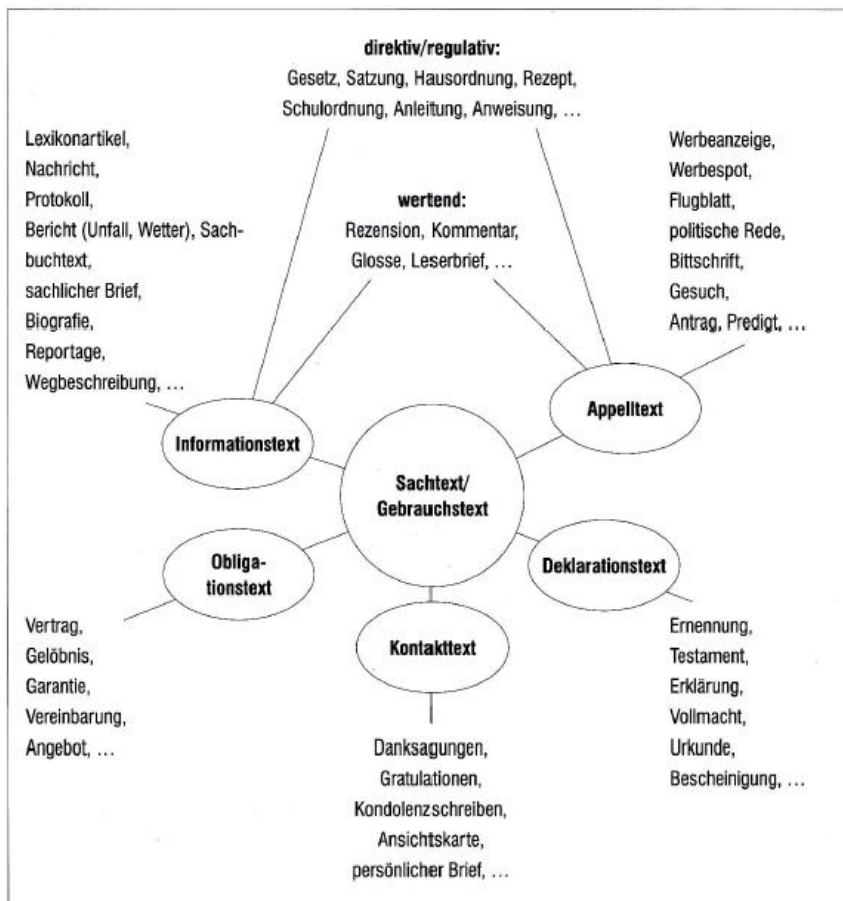 direktiv/regulativ:
Gesetz, Satzung, Hausordnung, Rezept,
Schulordnung, Anleitung, Anweisung, …
Lexikonartikel,
Nachricht,
Protokoll,
Bericht (Unfall, Wetter), Sach-
buchtext,
sachlicher Brief,
Biografie,
Reportage,
Wegbeschreibung, …
wertend:
Rezension, Kommentar,
Glosse, Leserbrief, …
Werbeanzeige,
Werbespot,
Flugblatt,
politische Rede,
Bittschrift,
Gesuch,
Antrag, Predigt, …
Informationstext
Appelltext
Sachtext/
Gebrauchstext
Obliga-
tionstext
Deklarationstext
Kontakttext
Vertrag,
Gelöbnis,
Garantie,
Vereinbarung,
Angebot, …
Danksagungen,
Gratulationen,
Kondolenzschreiben,
Ansichtskarte,
persönlicher Brief, …
Ernennung,
Testament,
Erklärung,
Vollmacht,
Urkunde,
Bescheinigung, …